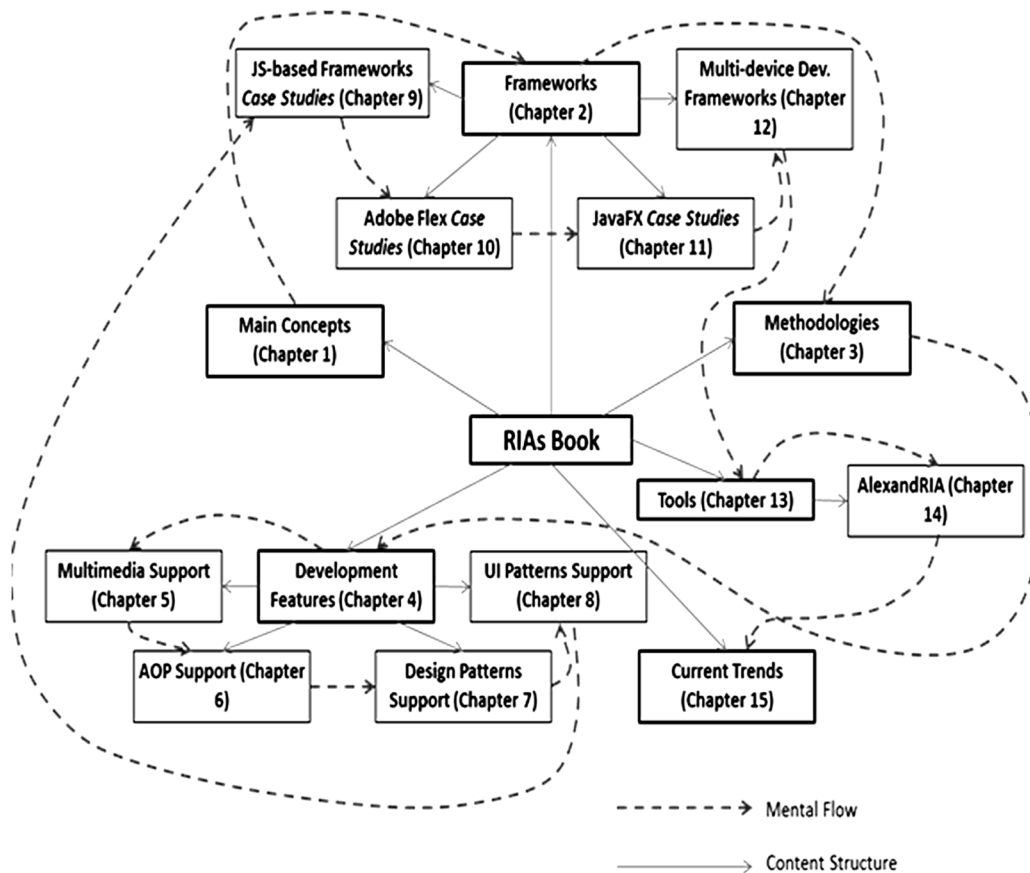 JS-based Frameworks
Case Studies (Chapter 9)
Frameworks
(Chapter 2)
Multi-device Dev.
Frameworks (Chapter
12)
Adobe Flex Case
Studies (Chapter 10)
JavaFX Case Studies
(Chapter 11)
Main Concepts
(Chapter 1)
Methodologies
(Chapter 3)
RIAs Book
Tools (Chapter 13)
AlexandRIA (Chapter
14)
Multimedia Support
(Chapter 5)
Development
Features (Chapter 4)
UI Patterns Support
(Chapter 8)
AOP Support (Chapter
6)
Design Patterns
Support (Chapter 7)
Current Trends
(Chapter 15)
Mental Flow
Content Structure